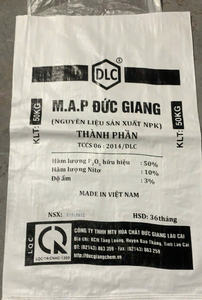 DLC
®
M.A.P ĐỨC GIANG
(NGUYÊN LIỆU SẢN XUẤT NPK)
THÀNH PHẦN
TCCS 06 : 2014/DLC
KLT: 50KG
KLT: 50KG
Hàm lượng P₂O₅ hữu hiệu : 50%
Hàm lượng Nitơ : 10%
Độ ẩm : 3%
MADE IN VIỆT NAM
NSX:
HSD: 36tháng
CÔNG TY TNHH MTV HÓA CHẤT ĐỨC GIANG LÀO CAI
Địa chỉ: KCN Tằng Loỏng, Huyện Bảo Thắng, Tỉnh Lào Cai
http://ducgiangchem.vn